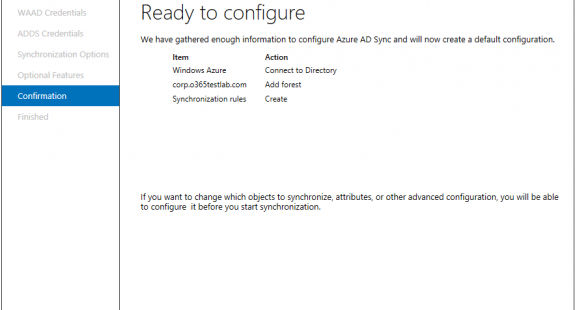 WAAD Credentials
ADDS Credentials
Synchronization Options
Optional Features
Confirmation
Finished
Ready to configure
We have gathered enough information to configure Azure AD Sync and will now create a default configuration.
Item Action
Windows Azure Connect to Directory
corp.o365testlab.com Add forest
Synchronization rules Create
If you want to change which objects to synchronize, attributes, or other advanced configuration, you will be able
to configure it before you start synchronization.